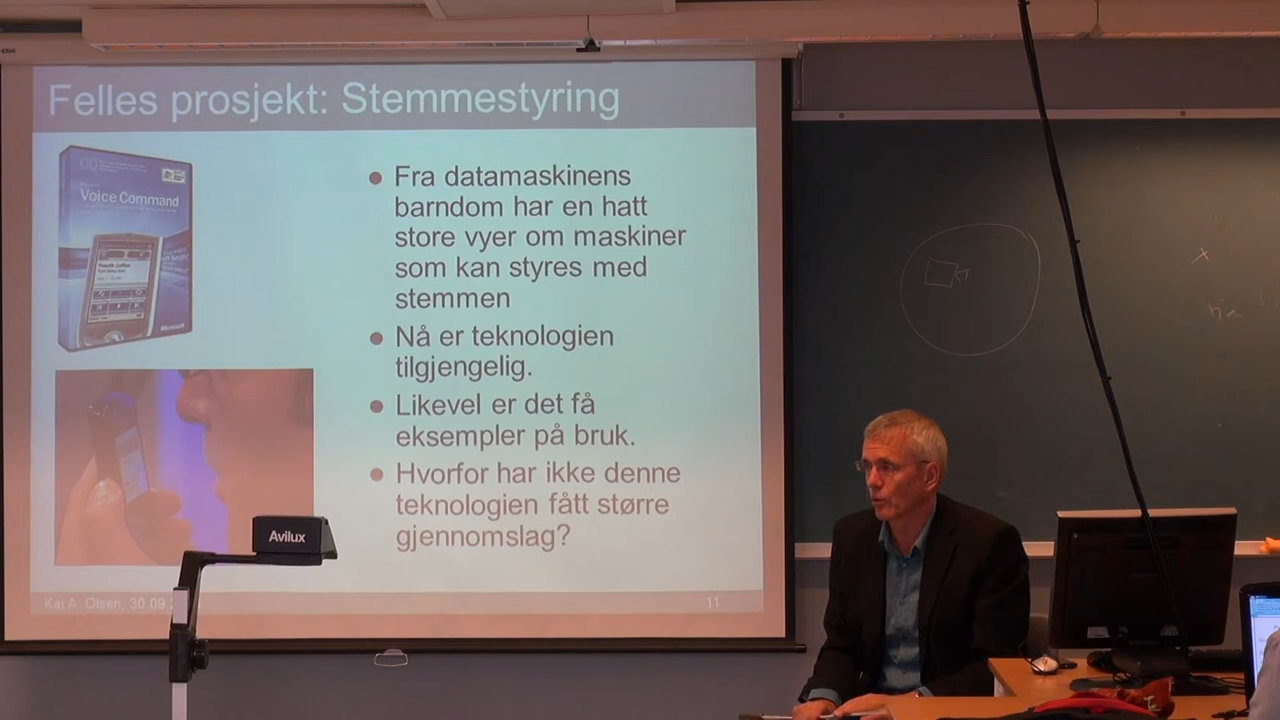 Felles prosjekt: Stemmestyring
Voice Command
Microsoft
Fra datamaskinens
barndom har en hatt
store vyer om maskiner
som kan styres med
stemmen
Nå er teknologien
tilgjengelig.
Likevel er det få
eksempler på bruk.
Hvorfor har ikke denne
teknologien fått større
gjennomslag?
Avilux
Kai A. Olsen, 30.09.
11